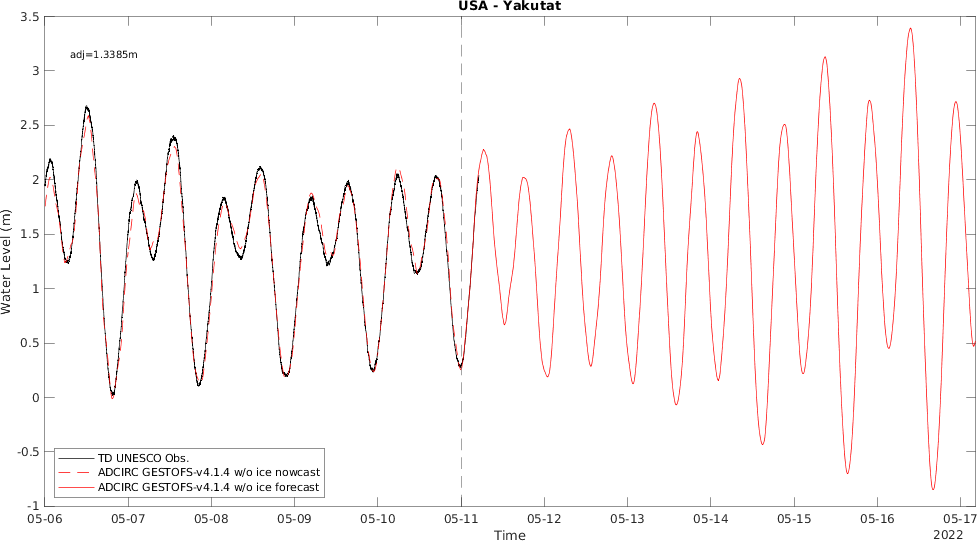 USA - Yakutat
adj=1.3385m
Water Level (m)
3.5
3
2.5
2
1.5
1
0.5
0
-0.5
-1
TD UNESCO Obs.
ADCIRC GESTOFS-v4.1.4 w/o ice nowcast
ADCIRC GESTOFS-v4.1.4 w/o ice forecast
05-06 05-07 05-08 05-09 05-10 05-11 05-12 05-13 05-14 05-15 05-16 05-17
Time
2022